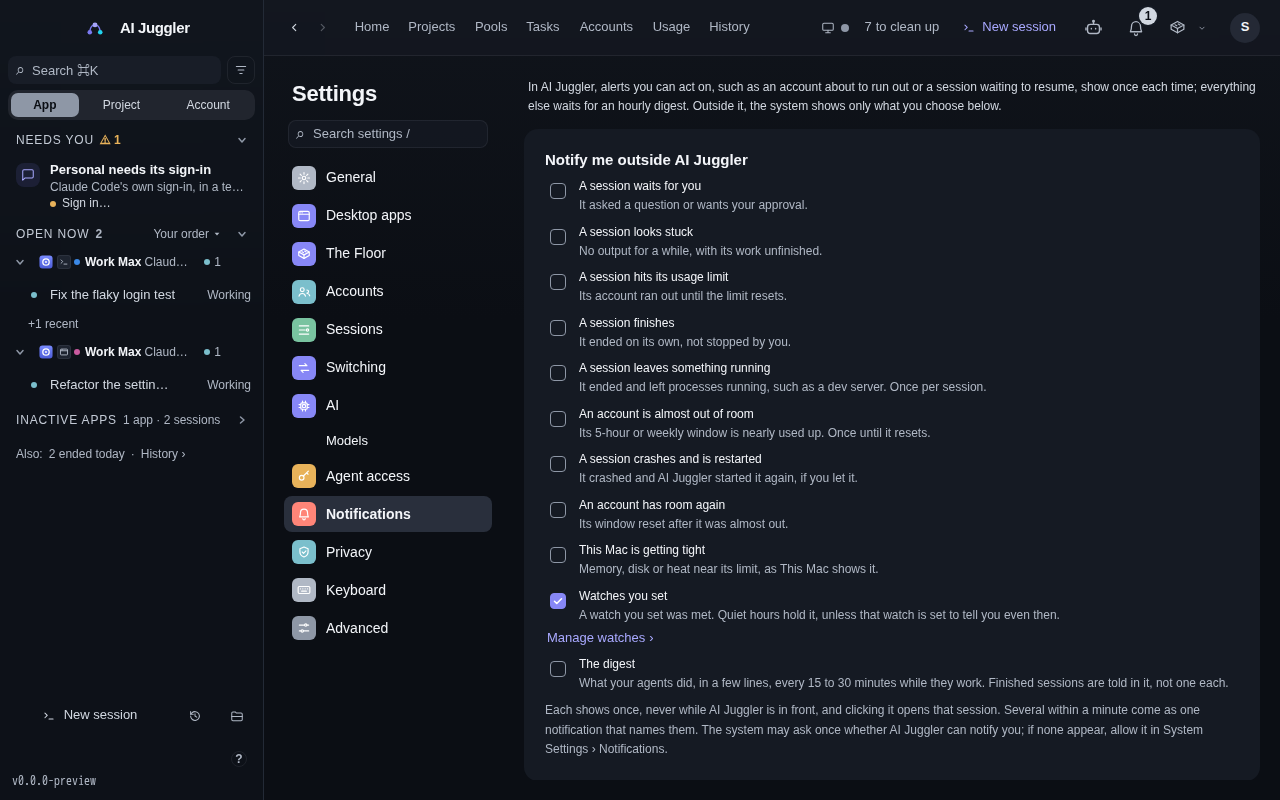 AI Juggler
Search ⌘K
App
Project
Account
NEEDS YOU 1
Personal needs its sign-in
Claude Code's own sign-in, in a te…
Sign in…
OPEN NOW 2
Your order
Work Max Claud…
1
Fix the flaky login test
Working
+1 recent
Work Max Claud…
1
Refactor the settin…
Working
INACTIVE APPS 1 app · 2 sessions
Also: 2 ended today · History ›
New session
?
v0.0.0-preview
Home
Projects
Pools
Tasks
Accounts
Usage
History
7 to clean up
New session
1
S
Settings
Search settings /
General
Desktop apps
The Floor
Accounts
Sessions
Switching
AI
Models
Agent access
Notifications
Privacy
Keyboard
Advanced
In AI Juggler, alerts you can act on, such as an account about to run out or a session waiting to resume, show once each time; everything
else waits for an hourly digest. Outside it, the system shows only what you choose below.
Notify me outside AI Juggler
A session waits for you
It asked a question or wants your approval.
A session looks stuck
No output for a while, with its work unfinished.
A session hits its usage limit
Its account ran out until the limit resets.
A session finishes
It ended on its own, not stopped by you.
A session leaves something running
It ended and left processes running, such as a dev server. Once per session.
An account is almost out of room
Its 5-hour or weekly window is nearly used up. Once until it resets.
A session crashes and is restarted
It crashed and AI Juggler started it again, if you let it.
An account has room again
Its window reset after it was almost out.
This Mac is getting tight
Memory, disk or heat near its limit, as This Mac shows it.
Watches you set
A watch you set was met. Quiet hours hold it, unless that watch is set to tell you even then.
Manage watches ›
The digest
What your agents did, in a few lines, every 15 to 30 minutes while they work. Finished sessions are told in it, not one each.
Each shows once, never while AI Juggler is in front, and clicking it opens that session. Several within a minute come as one
notification that names them. The system may ask once whether AI Juggler can notify you; if none appear, allow it in System
Settings › Notifications.